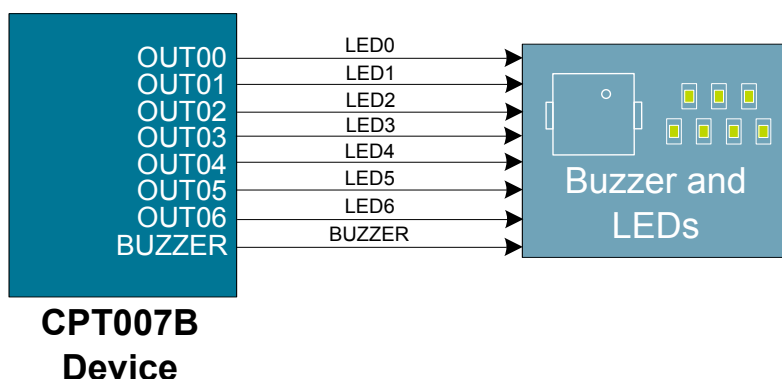 OUT00
OUT01
OUT02
OUT03
OUT04
OUT05
OUT06
BUZZER
LED0
LED1
LED2
LED3
LED4
LED5
LED6
BUZZER
Buzzer and
LEDs
CPT007B
Device